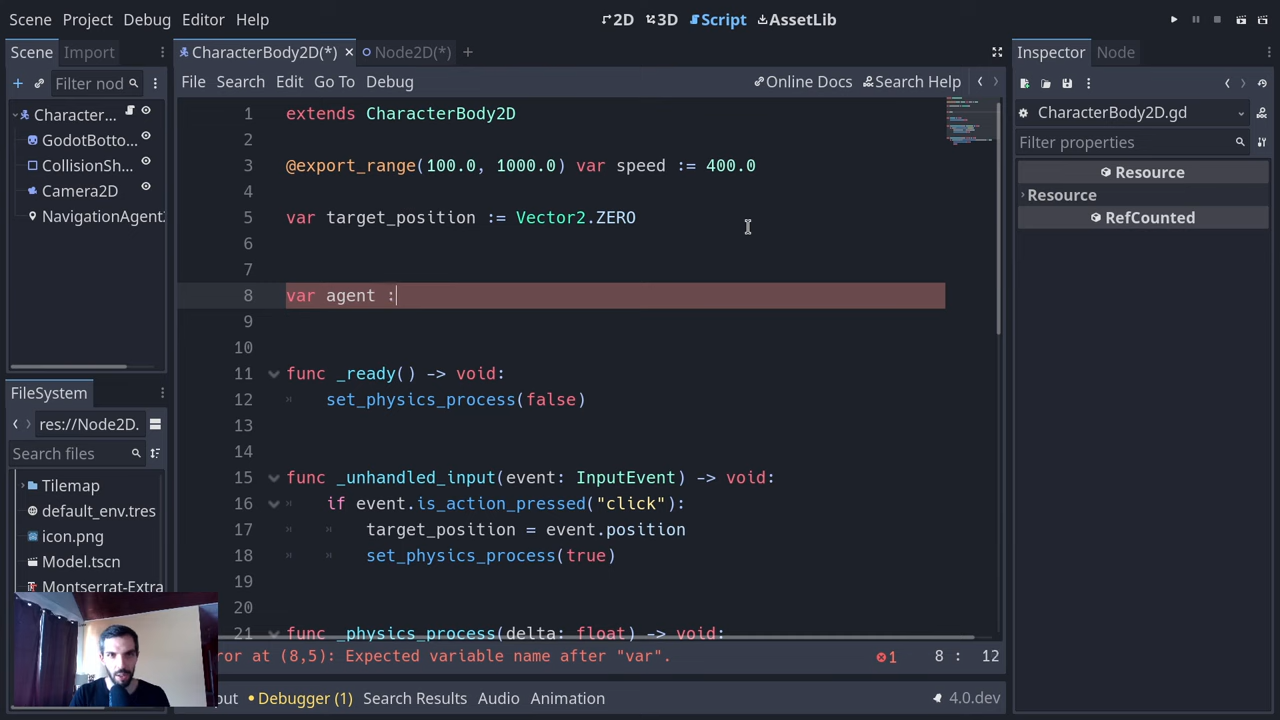 Scene Project Debug Editor Help
2D 3D Script AssetLib
Scene Import
CharacterBody2D(*) Node2D(*)
Inspector Node
Filter nod
File Search Edit Go To Debug
Online Docs Search Help
Character...
GodotBotto...
CollisionSh...
Camera2D
NavigationAgent
1 extends CharacterBody2D
2
3 @export_range(100.0, 1000.0) var speed := 400.0
4
5 var target_position := Vector2.ZERO
6
7
8 var agent :
9
10
11 func _ready() -> void:
12 set_physics_process(false)
13
14
15 func _unhandled_input(event: InputEvent) -> void:
16 if event.is_action_pressed("click"):
17 target_position = event.position
18 set_physics_process(true)
19
20
21 func _physics_process(delta: float) -> void:
ror at (8,5): Expected variable name after "var".
1
8 : 12
CharacterBody2D.gd
Filter properties
Resource
Resource
RefCounted
FileSystem
res://Node2D.
Search files
Tilemap
default_env.tres
icon.png
Model.tscn
Montserrat-Extra
put Debugger (1) Search Results Audio Animation
4.0.dev